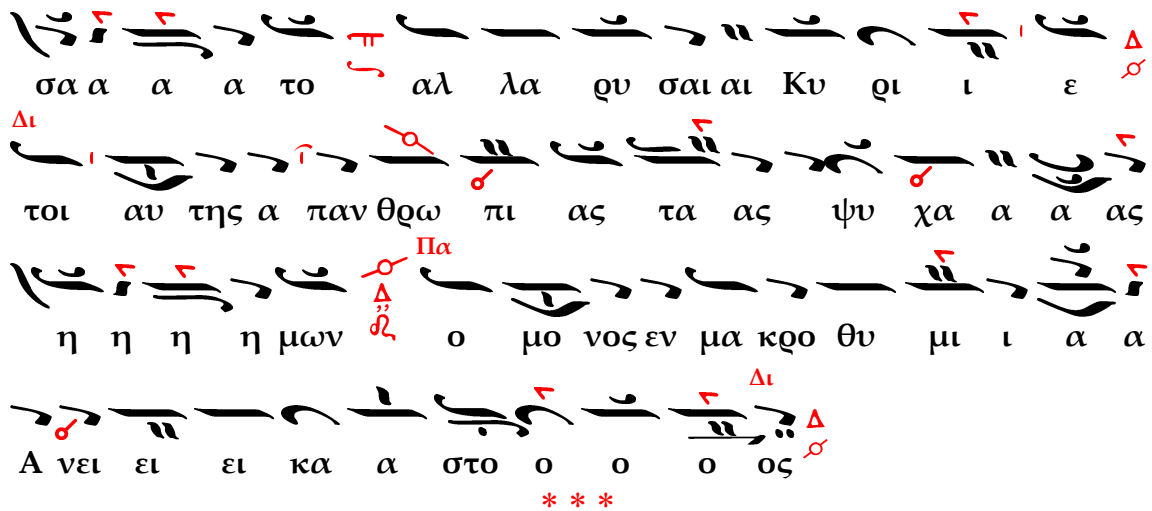 σα α α α το αλ λα ρυ σαι αι Κυ ρι ι ε Δ
Δι
τοι αυ της α παν θρω πι ας τα ας ψυ χα α α ας
Πα
η η η η μων Δ ο μο νος εν μα κρο θυ μι ι α α
Δι
Α νει ει ει κα α στο ο ο ο ος Δ
* * *